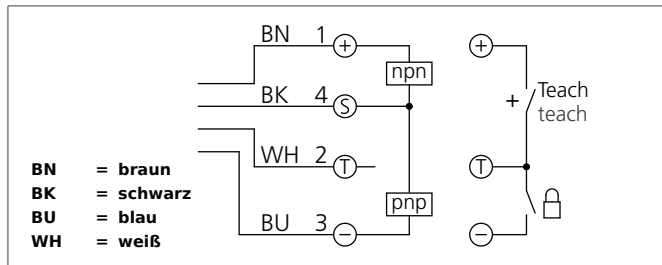 BN 1 +
npn
BK 4 S
WH 2 T
pnp
BU 3 −
+
+ Teach
teach
T
−
BN = braun
BK = schwarz
BU = blau
WH = weiß